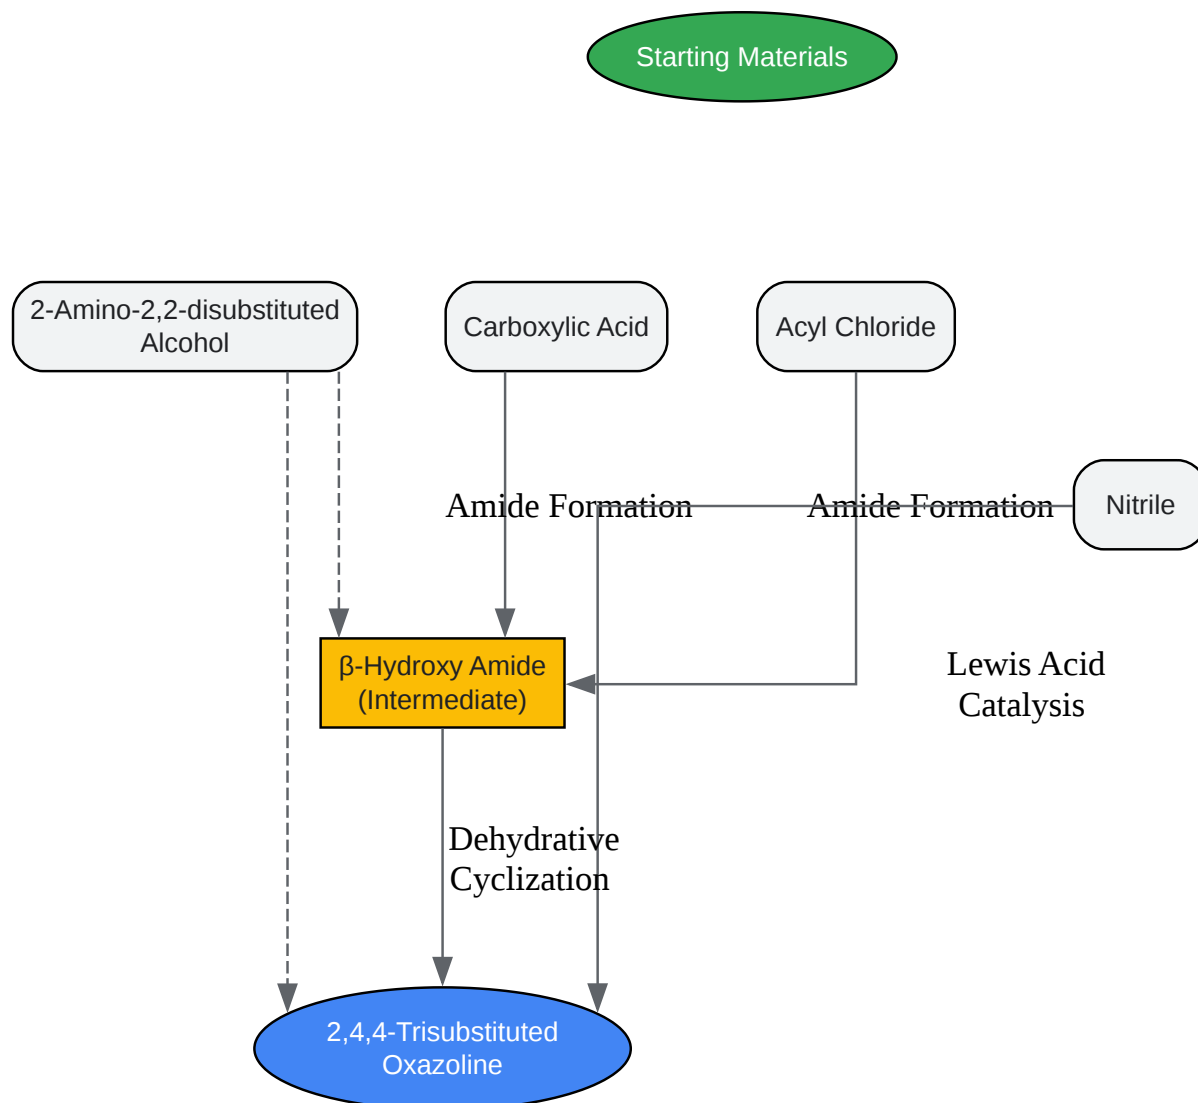 Starting Materials
2-Amino-2,2-disubstituted
Alcohol
Carboxylic Acid
Acyl Chloride
Amide Formation
Amide Formation
Nitrile
β-Hydroxy Amide
(Intermediate)
Lewis Acid
Catalysis
Dehydrative
Cyclization
2,4,4-Trisubstituted
Oxazoline